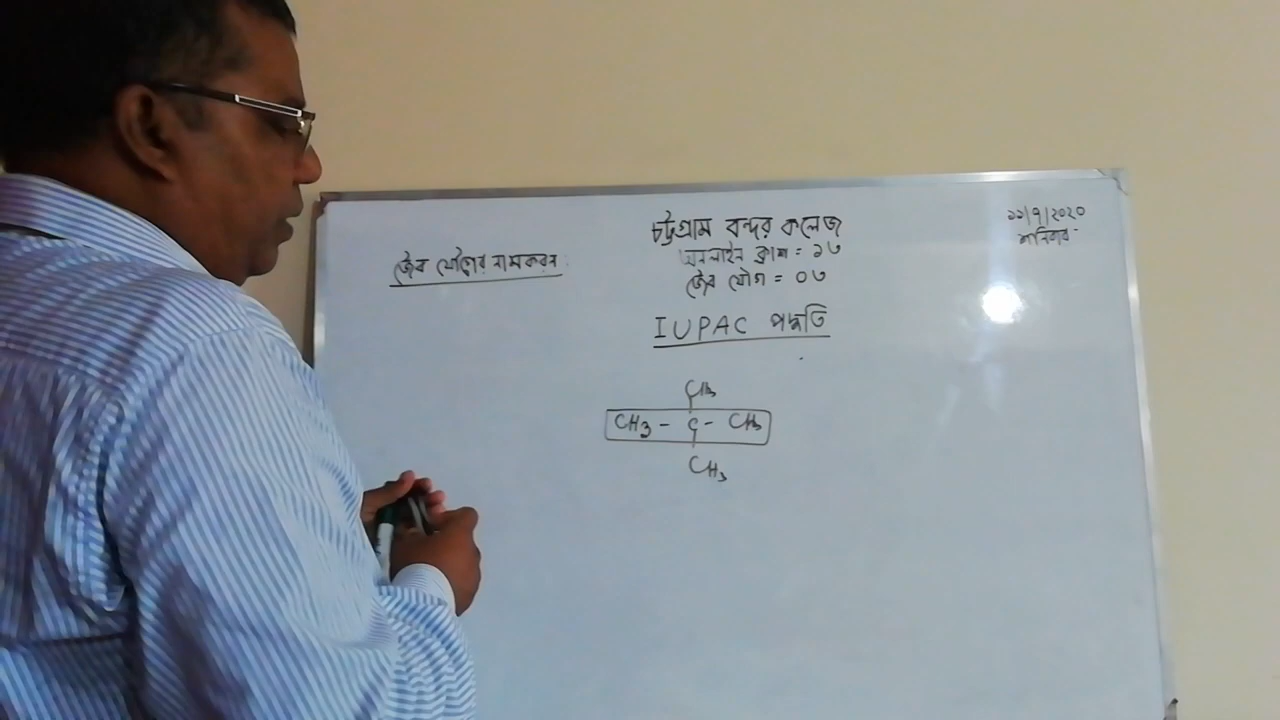 চট্টগ্রাম বন্দর কলেজ
অনলাইন ক্লাশ = ১৩
জৈব যৌগ = ০৩
১১/৭/২০২০
শনিবার
জৈব যৌগের নামকরণ
IUPAC পদ্ধতি
CH3
CH3 - C - CH3
CH3